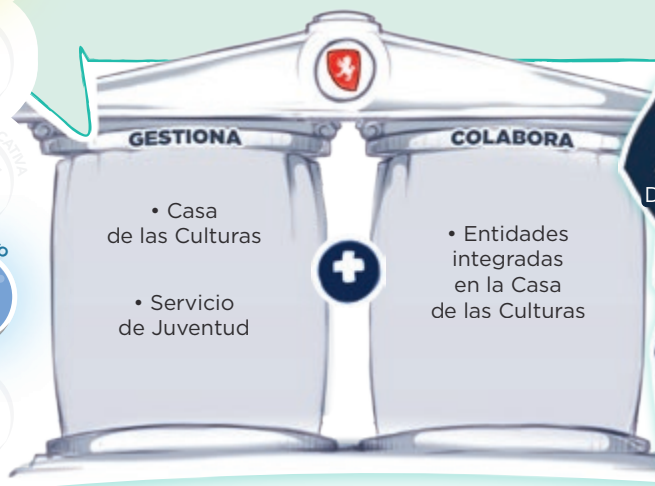 GESTIONA
• Casa
de las Culturas
• Servicio
de Juventud
COLABORA
• Entidades
integradas
en la Casa
de las Culturas